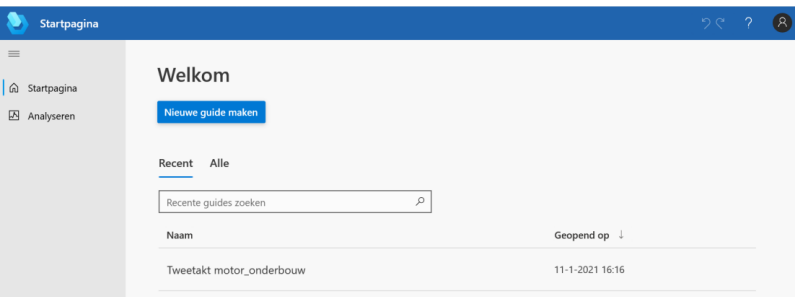 Startpagina
?
Startpagina
Analyseren
Welkom
Nieuwe guide maken
Recent Alle
Recente guides zoeken
Naam Geopend op ↓
Tweetakt motor_onderbouw 11-1-2021 16:16